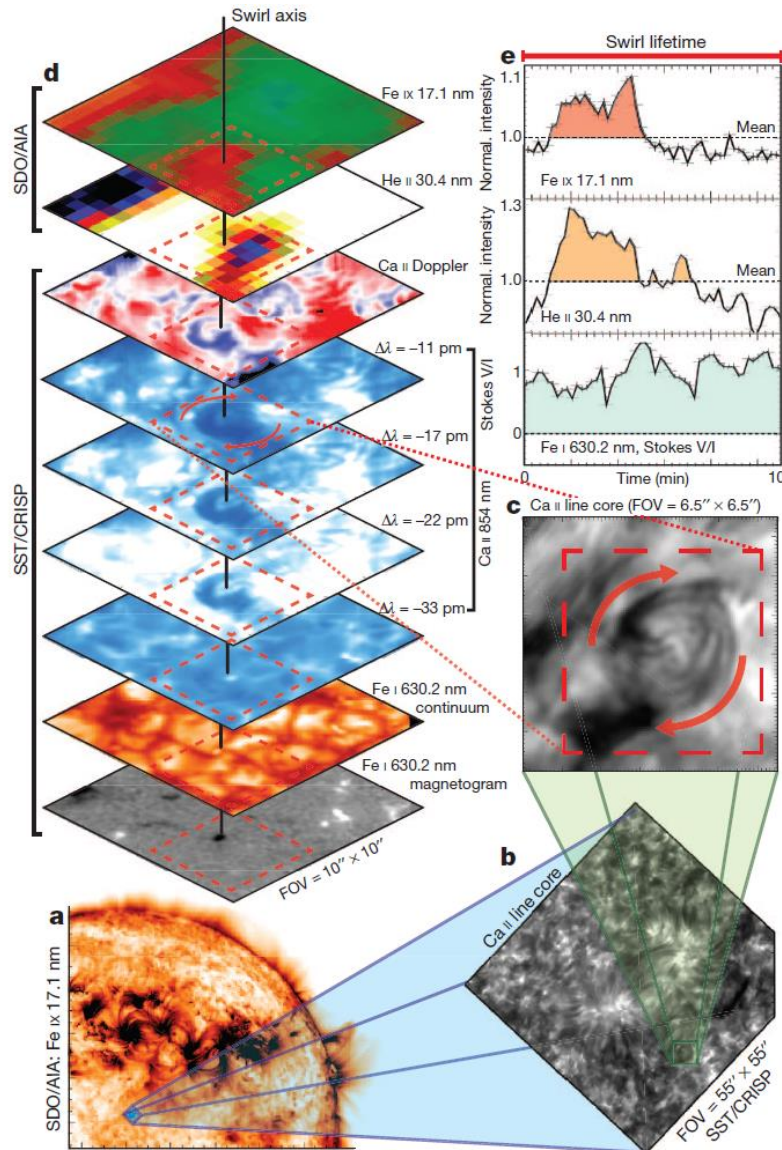 Swirl axis
d
Fe IX 17.1 nm
He II 30.4 nm
Ca II Doppler
Δλ = –11 pm
Δλ = –17 pm
Δλ = –22 pm
Δλ = –33 pm
Ca II 854 nm
Fe I 630.2 nm
continuum
Fe I 630.2 nm
magnetogram
FOV = 10″ × 10″
SDO/AIA
SST/CRISP
e
Swirl lifetime
Normal. intensity
1.1
1.0
Mean
Fe IX 17.1 nm
Normal. intensity
1.3
1.0
Mean
He II 30.4 nm
Stokes V/I
1
0
Fe I 630.2 nm, Stokes V/I
0
Time (min)
10
c
Ca II line core (FOV = 6.5″ × 6.5″)
b
Ca II line core
FOV = 55″ × 55″
SST/CRISP
a
SDO/AIA: Fe IX 17.1 nm